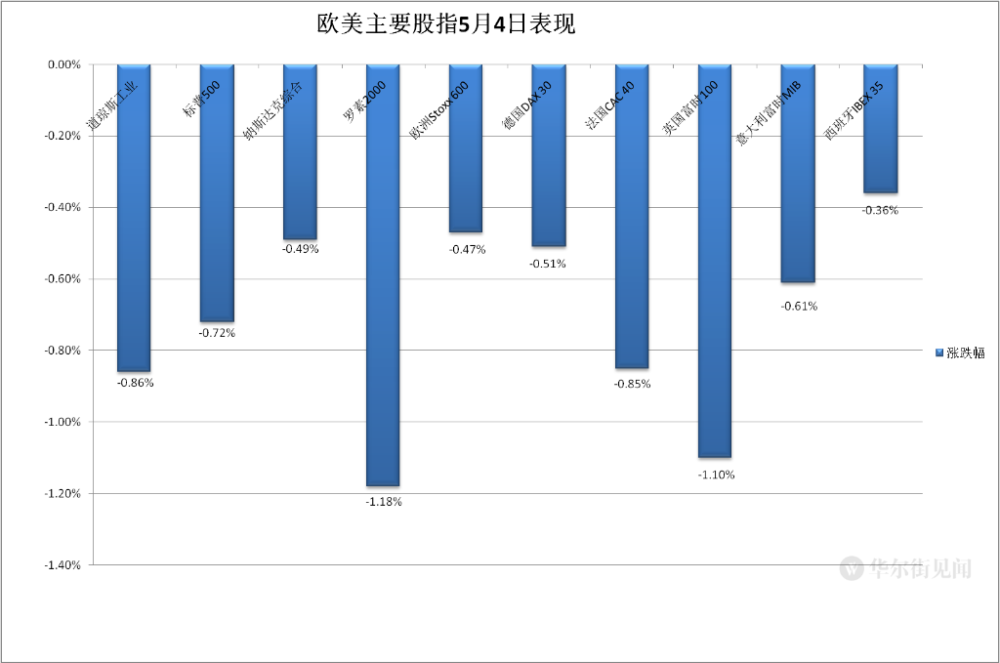 欧美主要股指5月4日表现
0.00%
-0.20%
-0.40%
-0.60%
-0.80%
-1.00%
-1.20%
-1.40%
道琼斯工业
标普500
纳斯达克综合
罗素2000
欧洲Stoxx 600
德国DAX 30
法国CAC 40
英国富时100
意大利富时MIB
西班牙IBEX 35
-0.86%
-0.72%
-0.49%
-1.18%
-0.47%
-0.51%
-0.85%
-1.10%
-0.61%
-0.36%
涨跌幅
W 华尔街见闻